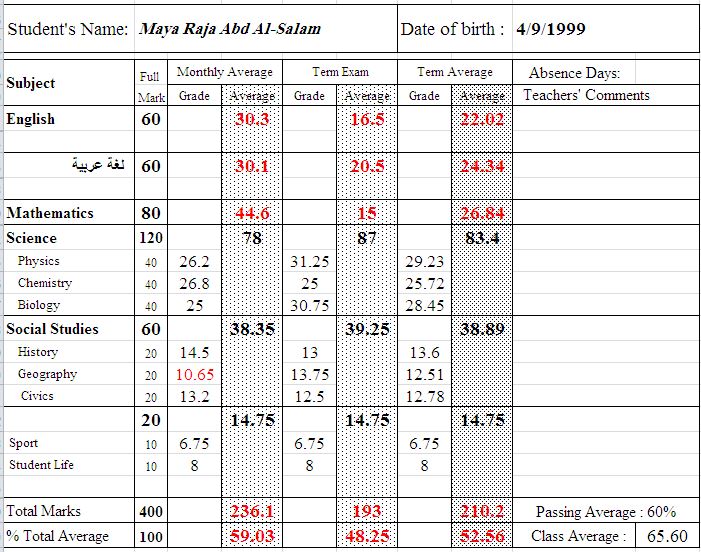 Student's Name: Maya Raja Abd Al-Salam Date of birth : 4/9/1999
Subject Full Mark Monthly Average Term Exam Term Average Absence Days:
Grade Average Grade Average Grade Average Teachers' Comments
English 60 30.3 16.5 22.02
لغة عربية 60 30.1 20.5 24.34
Mathematics 80 44.6 15 26.84
Science 120 78 87 83.4
Physics 40 26.2 31.25 29.23
Chemistry 40 26.8 25 25.72
Biology 40 25 30.75 28.45
Social Studies 60 38.35 39.25 38.89
History 20 14.5 13 13.6
Geography 20 10.65 13.75 12.51
Civics 20 13.2 12.5 12.78
20 14.75 14.75 14.75
Sport 10 6.75 6.75 6.75
Student Life 10 8 8 8
Total Marks 400 236.1 193 210.2 Passing Average : 60%
% Total Average 100 59.03 48.25 52.56 Class Average : 65.60